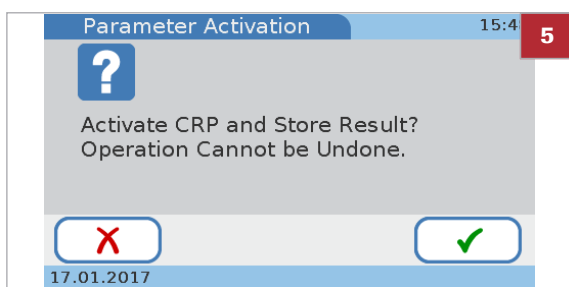 Parameter Activation
15:4
5
?
Activate CRP and Store Result?
Operation Cannot be Undone.
17.01.2017